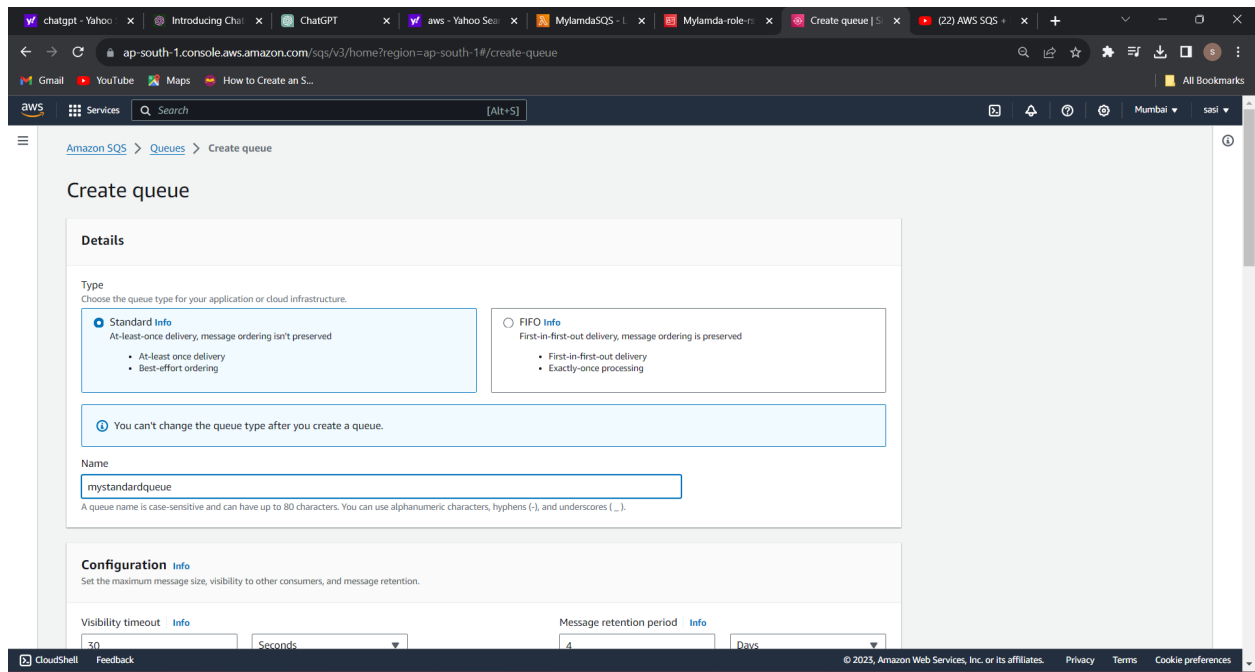 chatgpt - Yahoo
Introducing Chat
ChatGPT
aws - Yahoo Sear
MylamdaSQS - L
Mylamda-role-rs
Create queue | S
(22) AWS SQS +
ap-south-1.console.aws.amazon.com/sqs/v3/home?region=ap-south-1#/create-queue
S
Gmail
YouTube
Maps
How to Create an S...
All Bookmarks
aws
Services
Search
[Alt+S]
Mumbai
sasi
Amazon SQS > Queues > Create queue
Create queue
Details
Type
Choose the queue type for your application or cloud infrastructure.
Standard Info
At-least-once delivery, message ordering isn't preserved
• At-least once delivery
• Best-effort ordering
FIFO Info
First-in-first-out delivery, message ordering is preserved
• First-in-first-out delivery
• Exactly-once processing
You can't change the queue type after you create a queue.
Name
mystandardqueue
A queue name is case-sensitive and can have up to 80 characters. You can use alphanumeric characters, hyphens (-), and underscores ( _ ).
Configuration Info
Set the maximum message size, visibility to other consumers, and message retention.
Visibility timeout Info
30
Seconds
Message retention period Info
4
Days
CloudShell
Feedback
© 2023, Amazon Web Services, Inc. or its affiliates.
Privacy
Terms
Cookie preferences